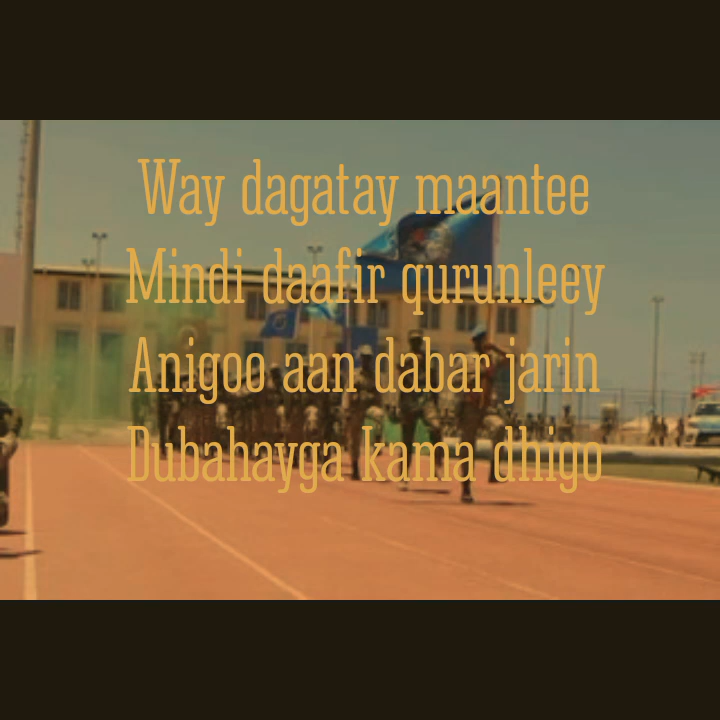 Way dagatay maantee
Mindi daafir qurunleey
Anigoo aan dabar jarin
Dubahayga kama dhigo